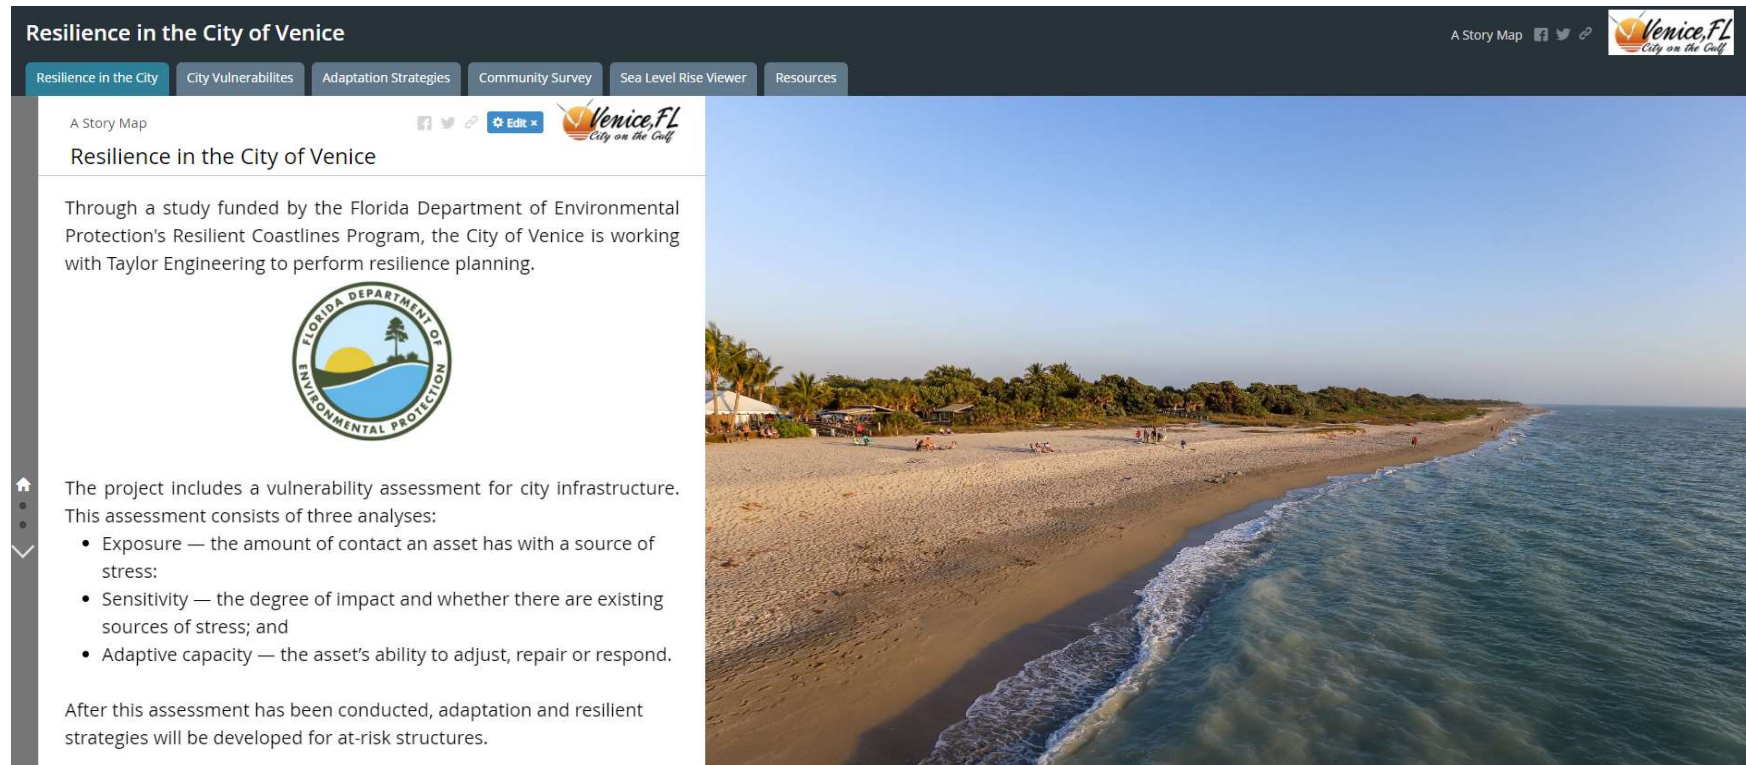 Resilience in the City of Venice
A Story Map
Venice, FL
City on the Gulf
Resilience in the City
City Vulnerabilites
Adaptation Strategies
Community Survey
Sea Level Rise Viewer
Resources
A Story Map
Edit ×
Venice, FL
City on the Gulf
Resilience in the City of Venice
Through a study funded by the Florida Department of Environmental
Protection's Resilient Coastlines Program, the City of Venice is working
with Taylor Engineering to perform resilience planning.
FLORIDA DEPARTMENT OF
ENVIRONMENTAL PROTECTION
The project includes a vulnerability assessment for city infrastructure.
This assessment consists of three analyses:
• Exposure — the amount of contact an asset has with a source of
stress:
• Sensitivity — the degree of impact and whether there are existing
sources of stress; and
• Adaptive capacity — the asset’s ability to adjust, repair or respond.
After this assessment has been conducted, adaptation and resilient
strategies will be developed for at-risk structures.